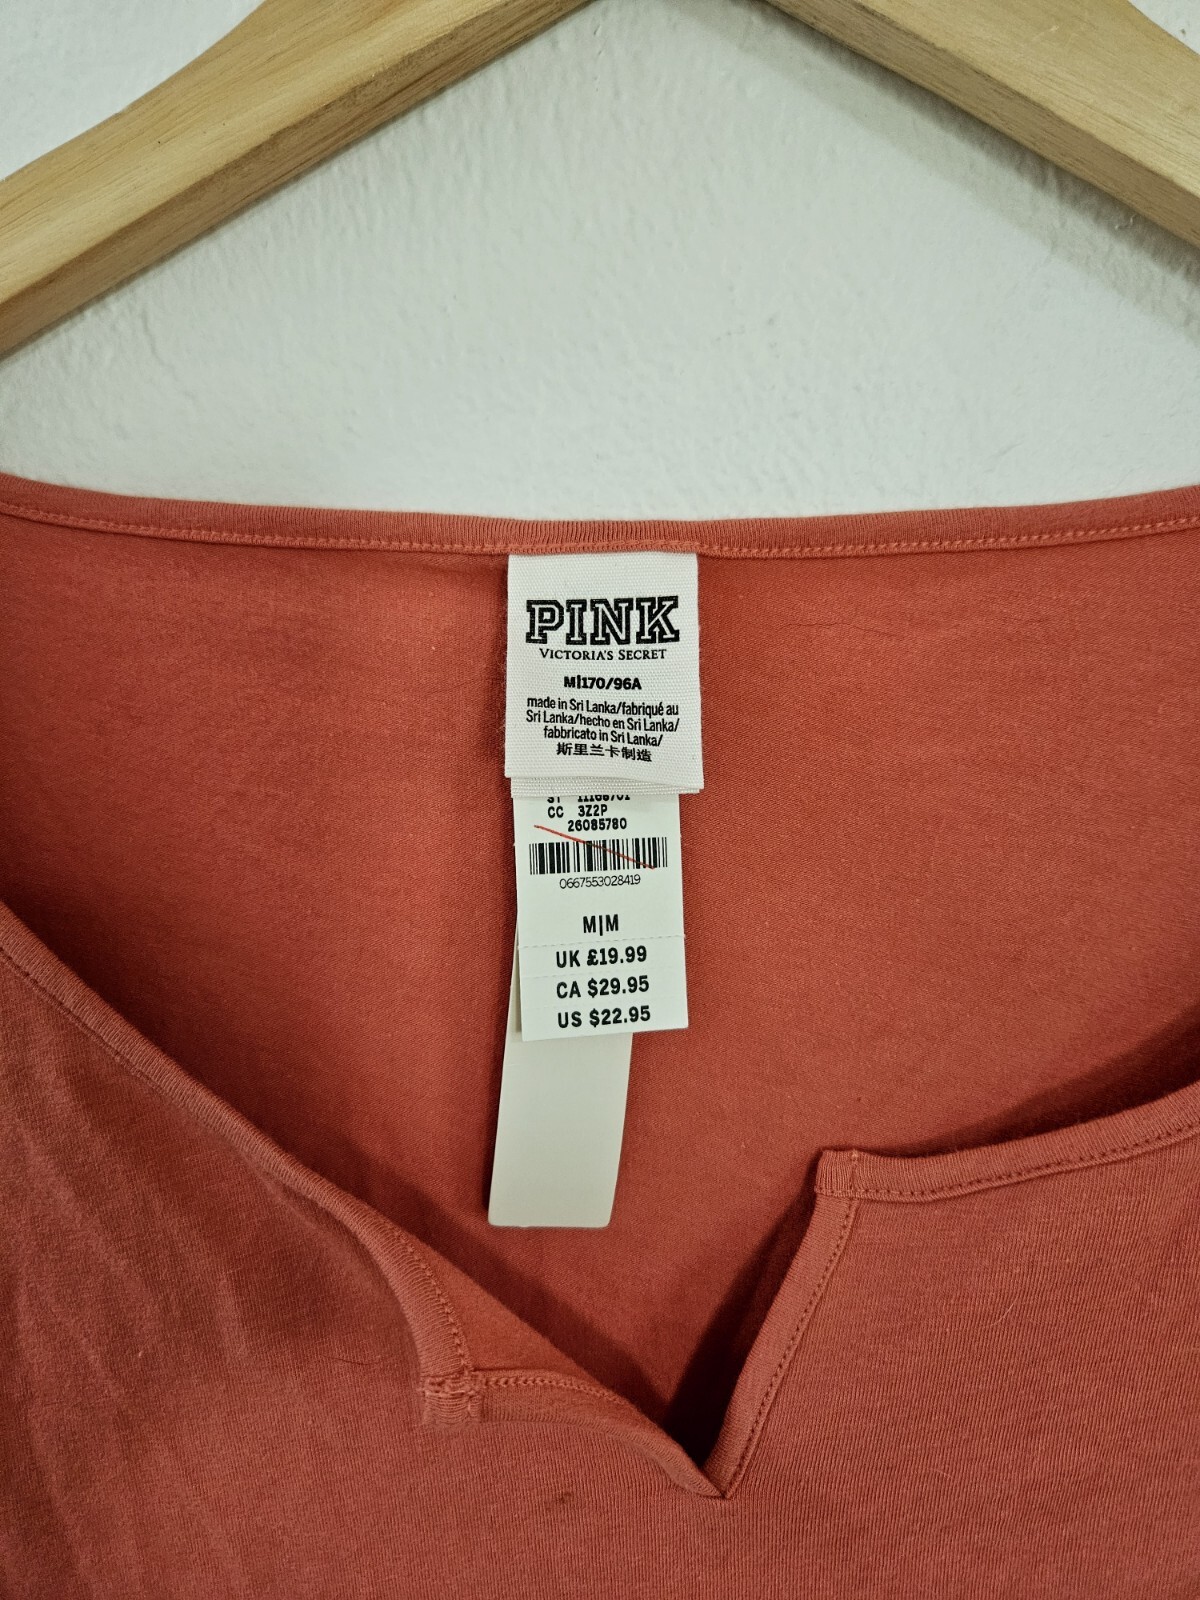 PINK
VICTORIA'S SECRET
M|170/96A
made in Sri Lanka/fabriqué au
Sri Lanka/hecho en Sri Lanka/
fabbricato in Sri Lanka/
斯里兰卡制造
ST 11168701
CC 3Z2P
26085780
0667553028419
M|M
UK £19.99
CA $29.95
US $22.95